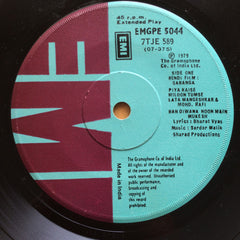 45 r.p.m.
Extended Play
EMI
EMGPE 5044
7TJE 589
(07-375)
℗ 1979
The Gramophone
Co. of India Ltd.
SIDE ONE
HINDI FILM :
SARANGA
PIYA KAISE
MILOON TUMSE
LATA MANGESHKAR &
MOHD. RAFI
HAN DIWANA HOON MAIN
MUKESH
Lyrics : Bharat Vyas
Music : Sardar Malik
Sharad Productions
The Gramophone Co of India Ltd.
All rights of the manufacturer and
of the owner of the recorded
work reserved. Unauthorised
public performance,
broadcasting and
copying of
this record
prohibited.
Made in India